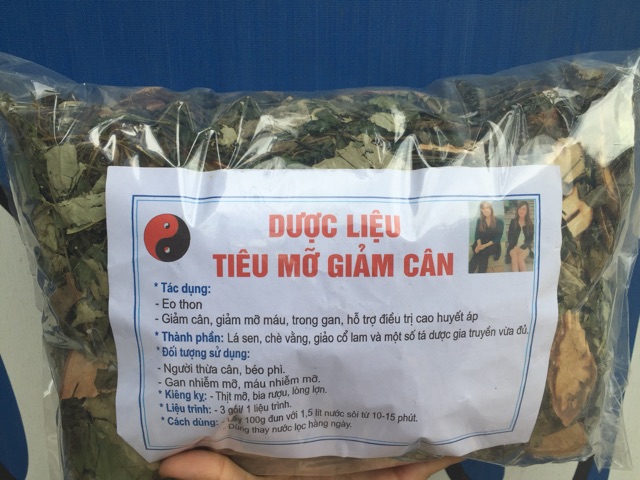 DƯỢC LIỆU
TIÊU MỠ GIẢM CÂN
* Tác dụng:
- Eo thon
- Giảm cân, giảm mỡ máu, trong gan, hỗ trợ điều trị cao huyết áp
* Thành phần: Lá sen, chè vằng, giảo cổ lam và một số tá dược gia truyền vừa đủ.
* Đối tượng sử dụng:
- Người thừa cân, béo phì.
- Gan nhiễm mỡ, máu nhiễm mỡ.
* Kiêng kỵ: - Thịt mỡ, bia rượu, lòng lợn.
* Liệu trình: - 3 gói/ 1 liệu trình.
* Cách dùng: - Lấy 100g đun với 1,5 lít nước sôi từ 10-15 phút.
- Dùng thay nước lọc hàng ngày.